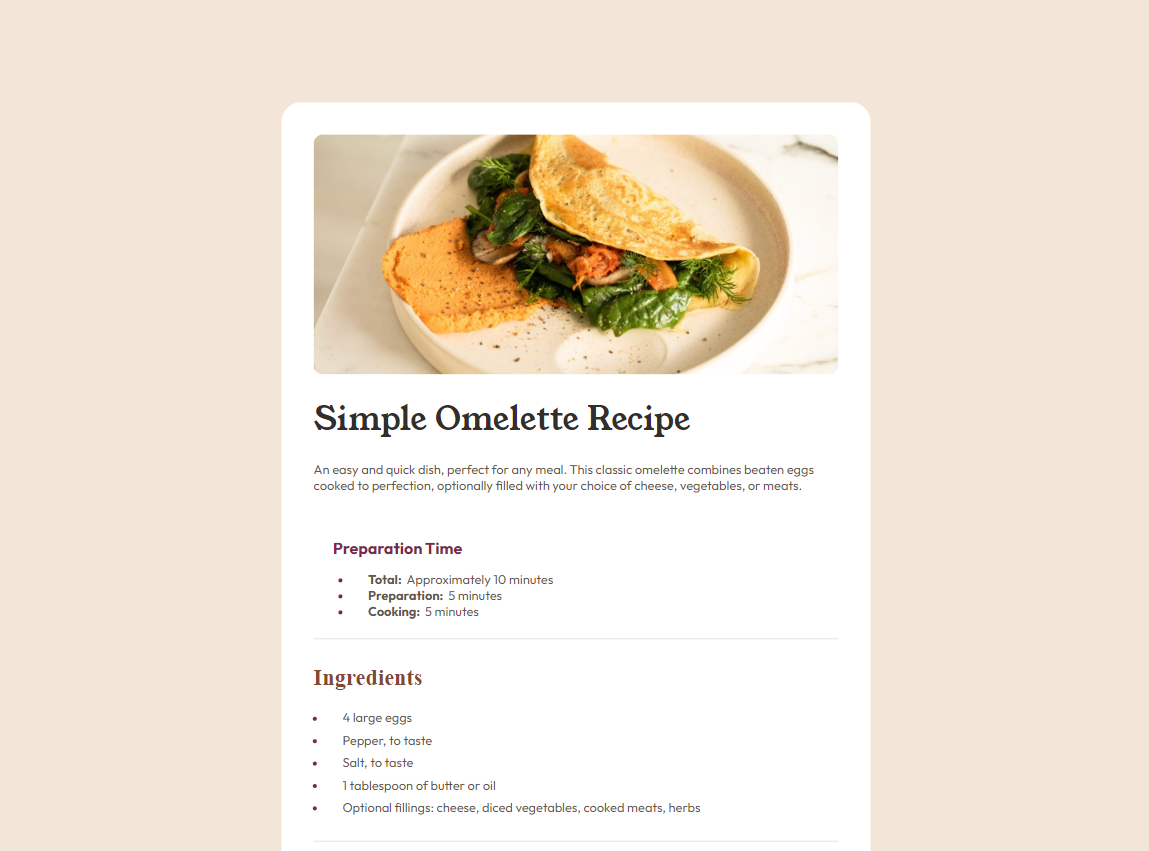 Simple Omelette Recipe
An easy and quick dish, perfect for any meal. This classic omelette combines beaten eggs
cooked to perfection, optionally filled with your choice of cheese, vegetables, or meats.
Preparation Time
• Total: Approximately 10 minutes
• Preparation: 5 minutes
• Cooking: 5 minutes
Ingredients
• 4 large eggs
• Pepper, to taste
• Salt, to taste
• 1 tablespoon of butter or oil
• Optional fillings: cheese, diced vegetables, cooked meats, herbs